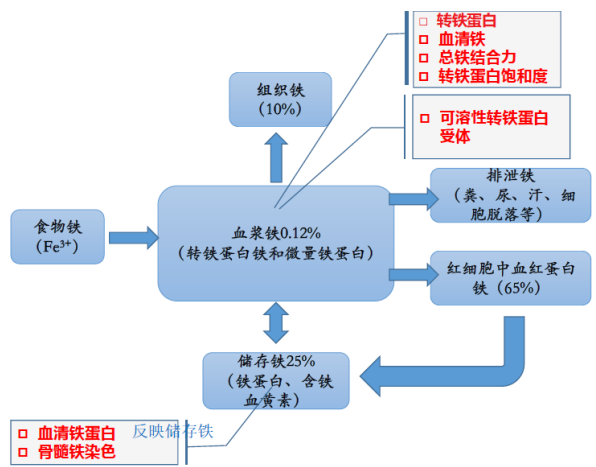 转铁蛋白
血清铁
总铁结合力
转铁蛋白饱和度
组织铁
（10%）
可溶性转铁蛋白
受体
排泄铁
（粪、尿、汗、细
胞脱落等）
食物铁
（Fe³⁺）
血浆铁0.12%
（转铁蛋白铁和微量铁蛋白）
红细胞中血红蛋白
铁（65%）
储存铁25%
（铁蛋白、含铁
血黄素）
血清铁蛋白
反映储存铁
骨髓铁染色